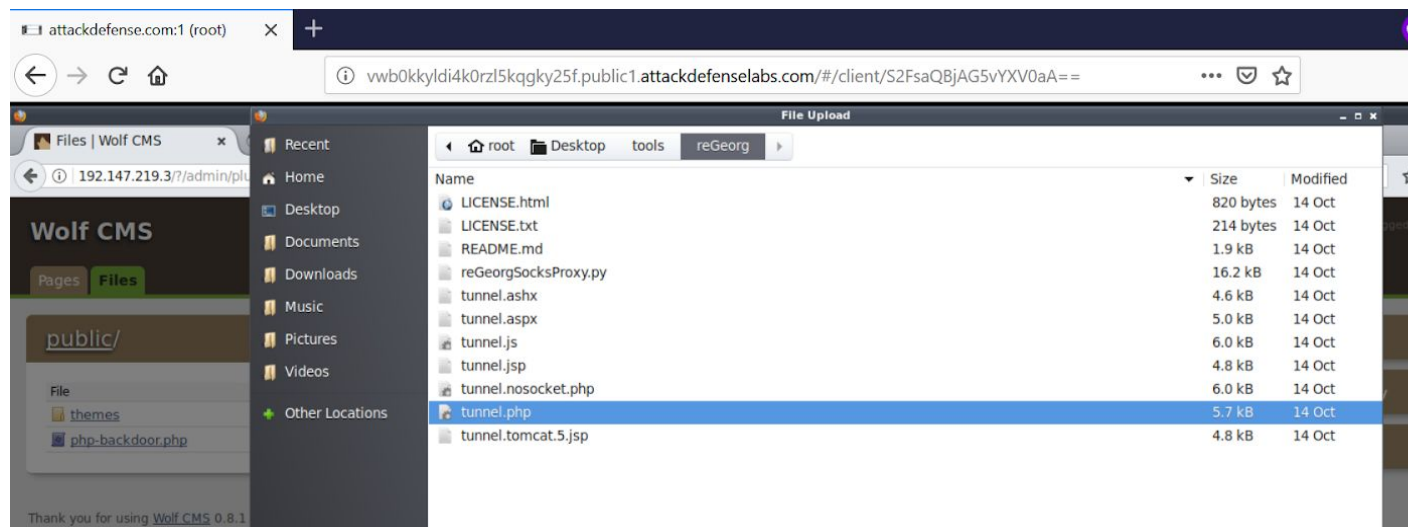 attackdefense.com:1 (root)
vwb0kkyldi4k0rzl5kqgky25f.public1.attackdefenselabs.com/#/client/S2FsaQBjAG5vYXV0aA==
File Upload
Files | Wolf CMS
192.147.219.3/?/admin/plu
Wolf CMS
Pages Files
public/
File
themes
php-backdoor.php
Thank you for using Wolf CMS 0.8.1
Recent
Home
Desktop
Documents
Downloads
Music
Pictures
Videos
Other Locations
root Desktop tools reGeorg
Name Size Modified
LICENSE.html 820 bytes 14 Oct
LICENSE.txt 214 bytes 14 Oct
README.md 1.9 kB 14 Oct
reGeorgSocksProxy.py 16.2 kB 14 Oct
tunnel.ashx 4.6 kB 14 Oct
tunnel.aspx 5.0 kB 14 Oct
tunnel.js 6.0 kB 14 Oct
tunnel.jsp 4.8 kB 14 Oct
tunnel.nosocket.php 6.0 kB 14 Oct
tunnel.php 5.7 kB 14 Oct
tunnel.tomcat.5.jsp 4.8 kB 14 Oct